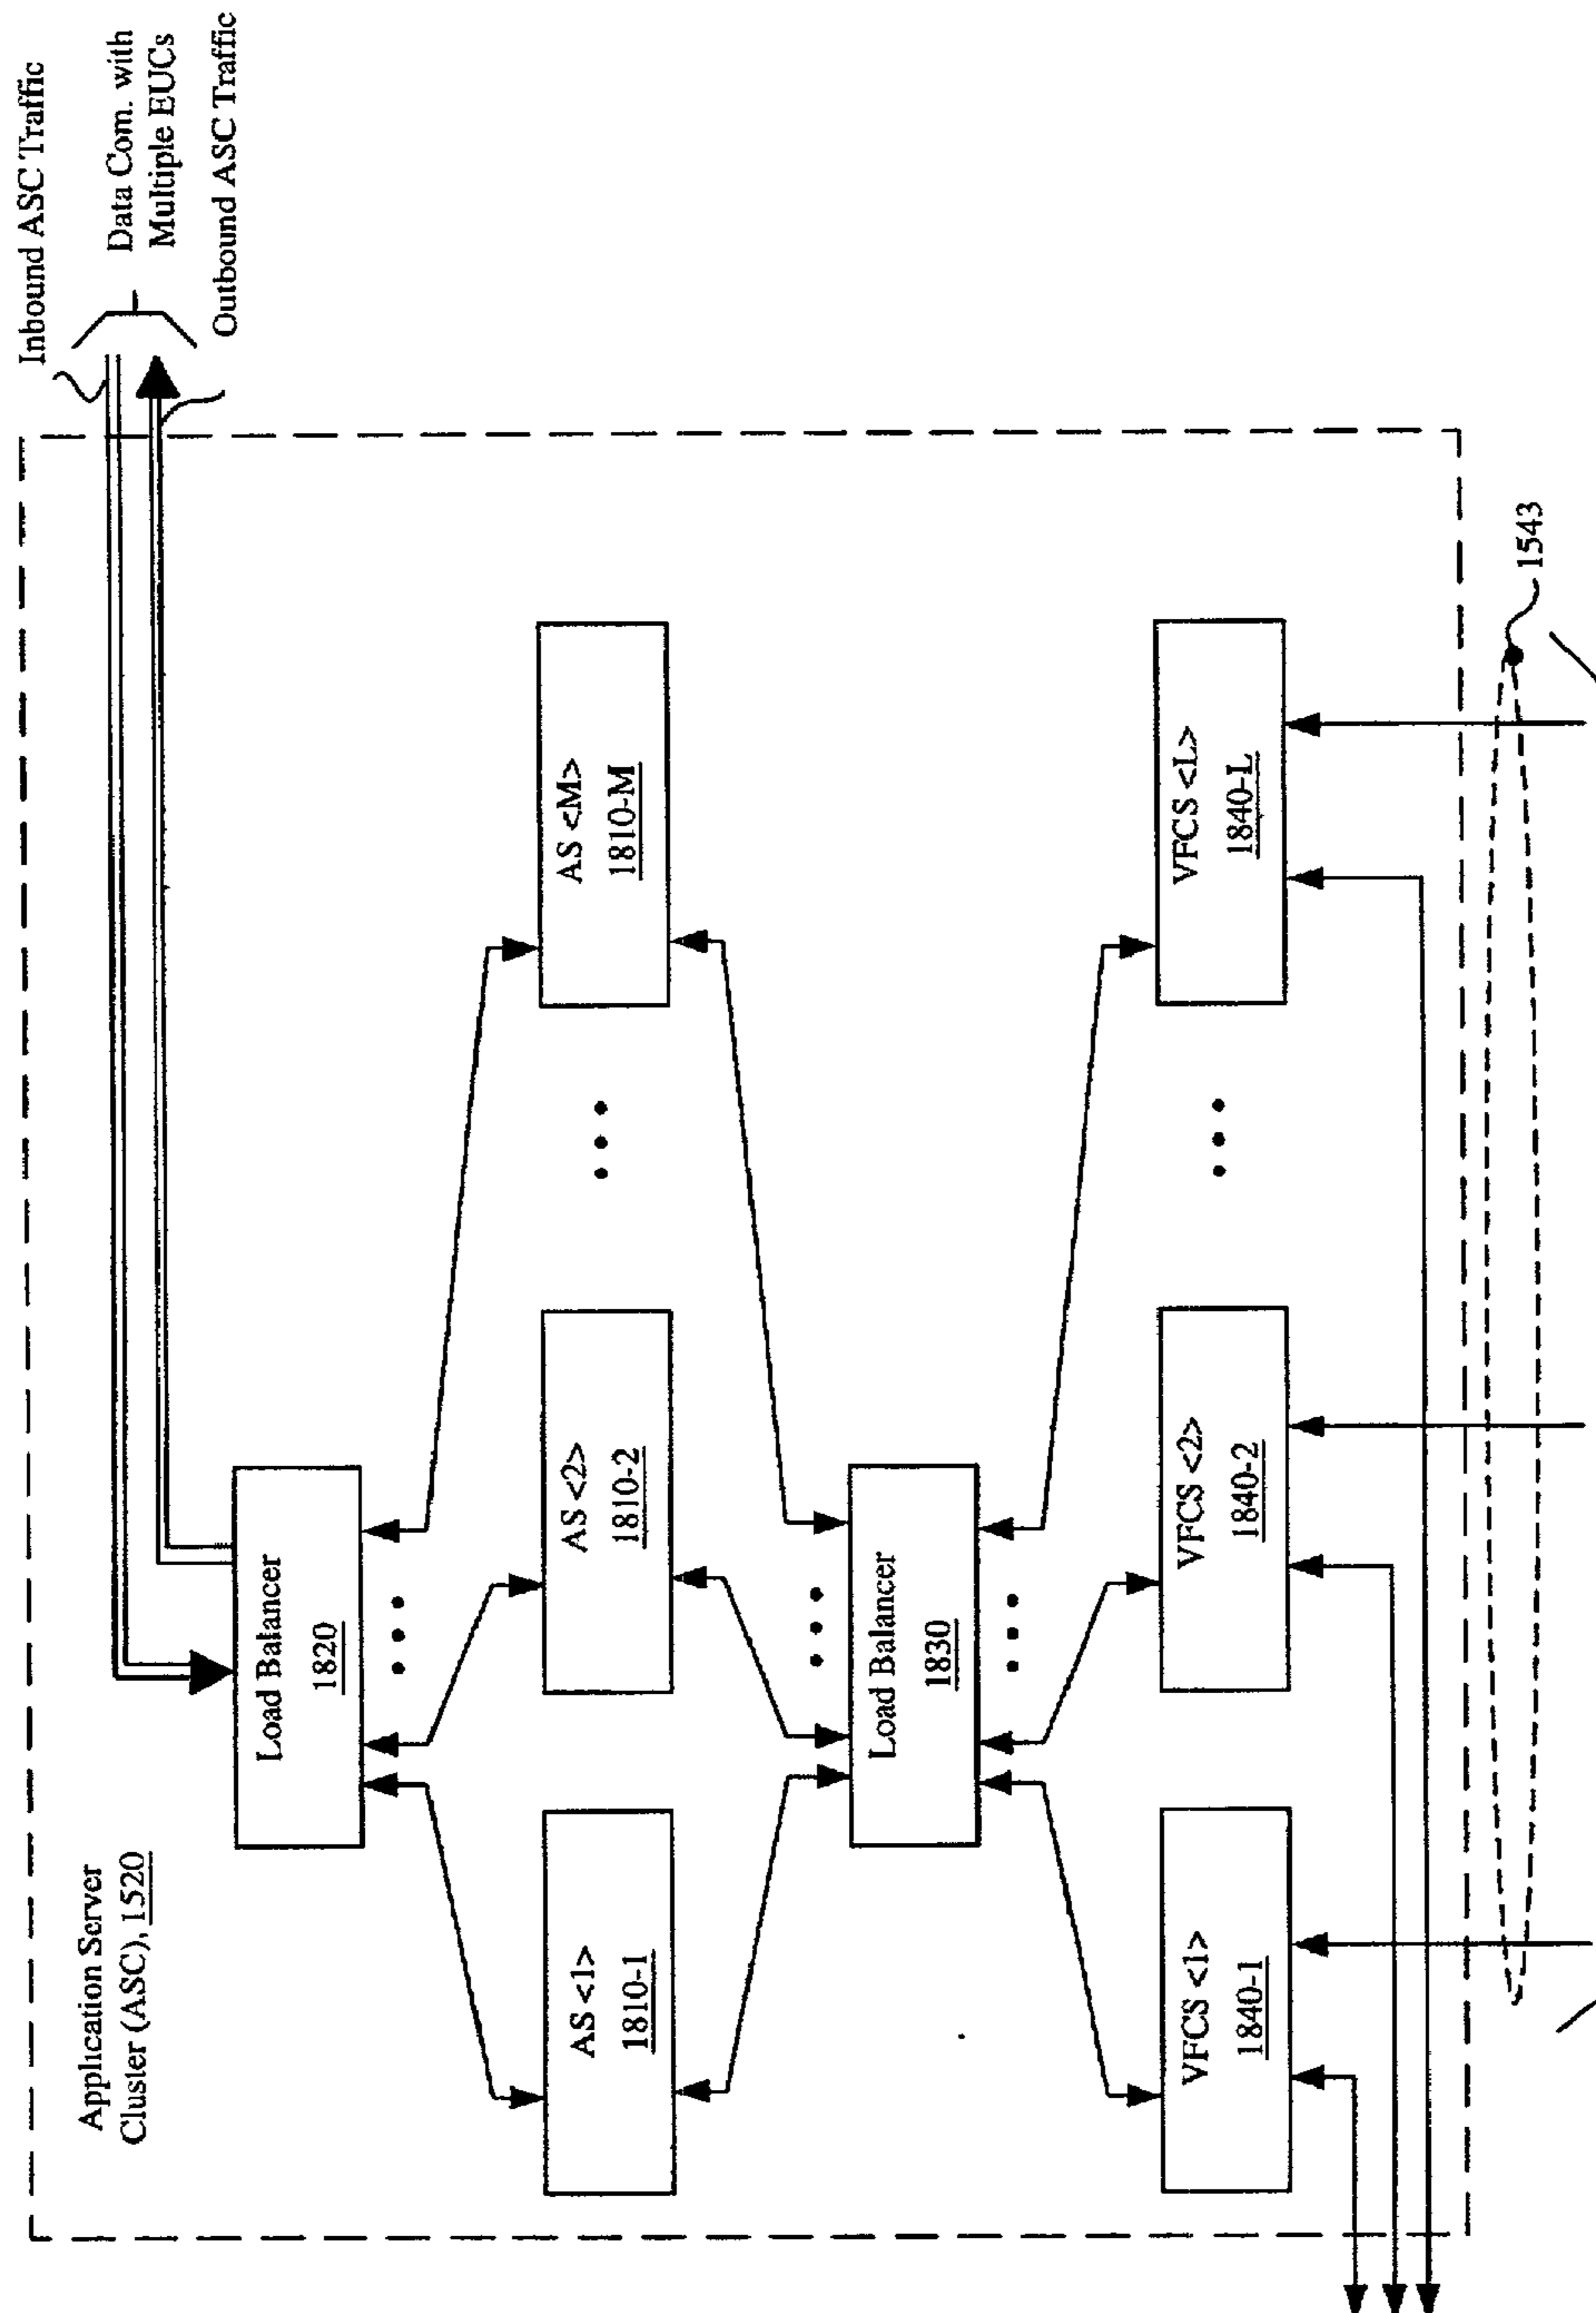 Inbound ASC Traffic
Data Com. with
Multiple EUCs
Outbound ASC Traffic
Application Server
Cluster (ASC), 1520
Load Balancer
1820
AS <1>
1810-1
AS <2>
1810-2
AS <M>
1810-M
Load Balancer
1830
VFCS <1>
1840-1
VFCS <2>
1840-2
VFCS <L>
1840-L
1543